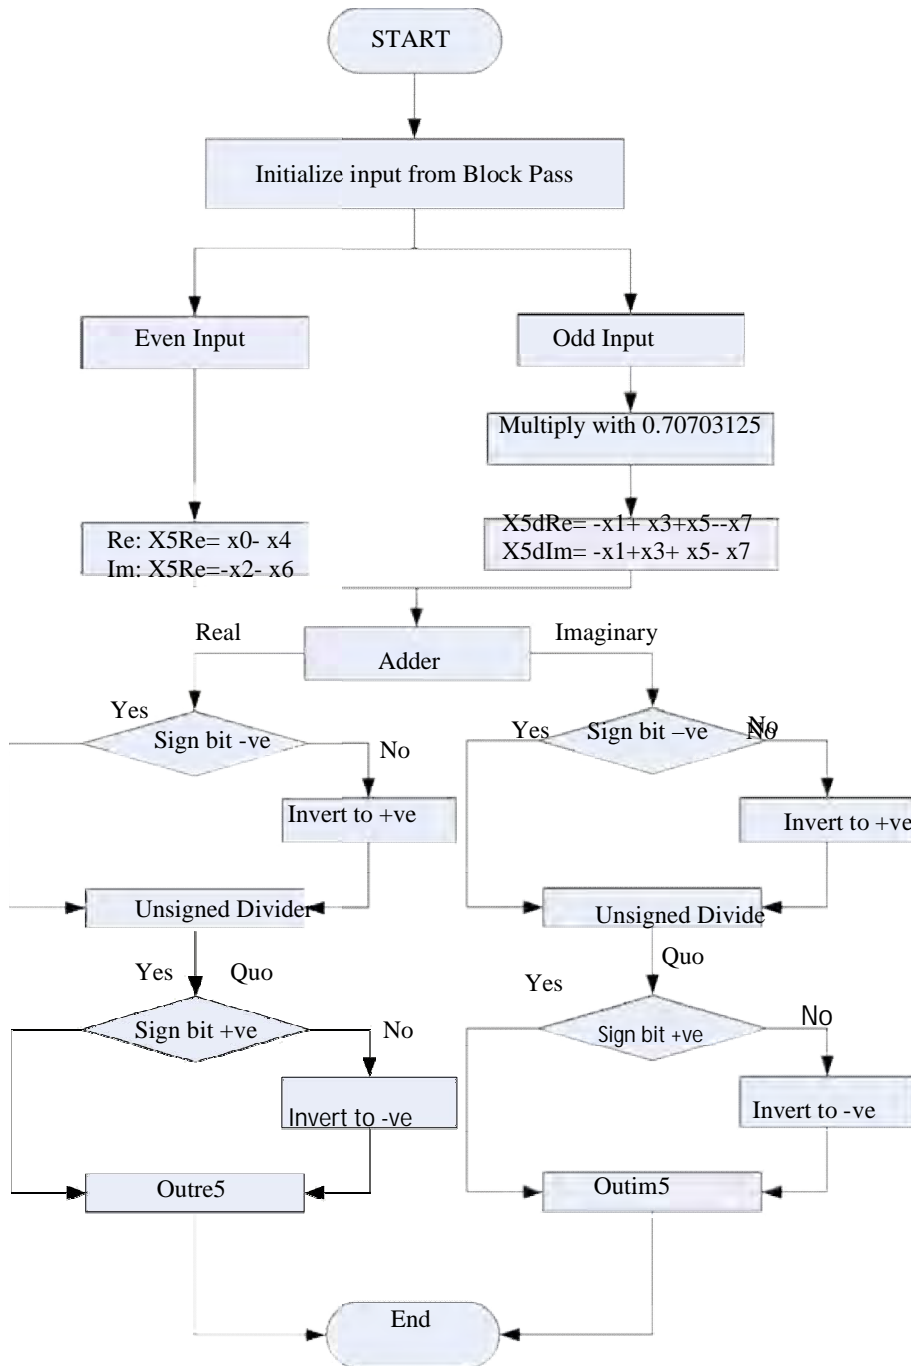 START
Initialize input from Block Pass
Even Input
Odd Input
Multiply with 0.70703125
Re: X5Re= x0- x4
Im: X5Re=-x2- x6
X5dRe= -x1+ x3+x5--x7
X5dIm= -x1+x3+ x5- x7
Real
Imaginary
Adder
Yes
Sign bit -ve
No
Yes
Sign bit –ve
No
No
Invert to +ve
Invert to +ve
Unsigned Divider
Unsigned Divide
Yes
Quo
Quo
Yes
Sign bit +ve
No
Sign bit +ve
No
Invert to -ve
Invert to -ve
Outre5
Outim5
End